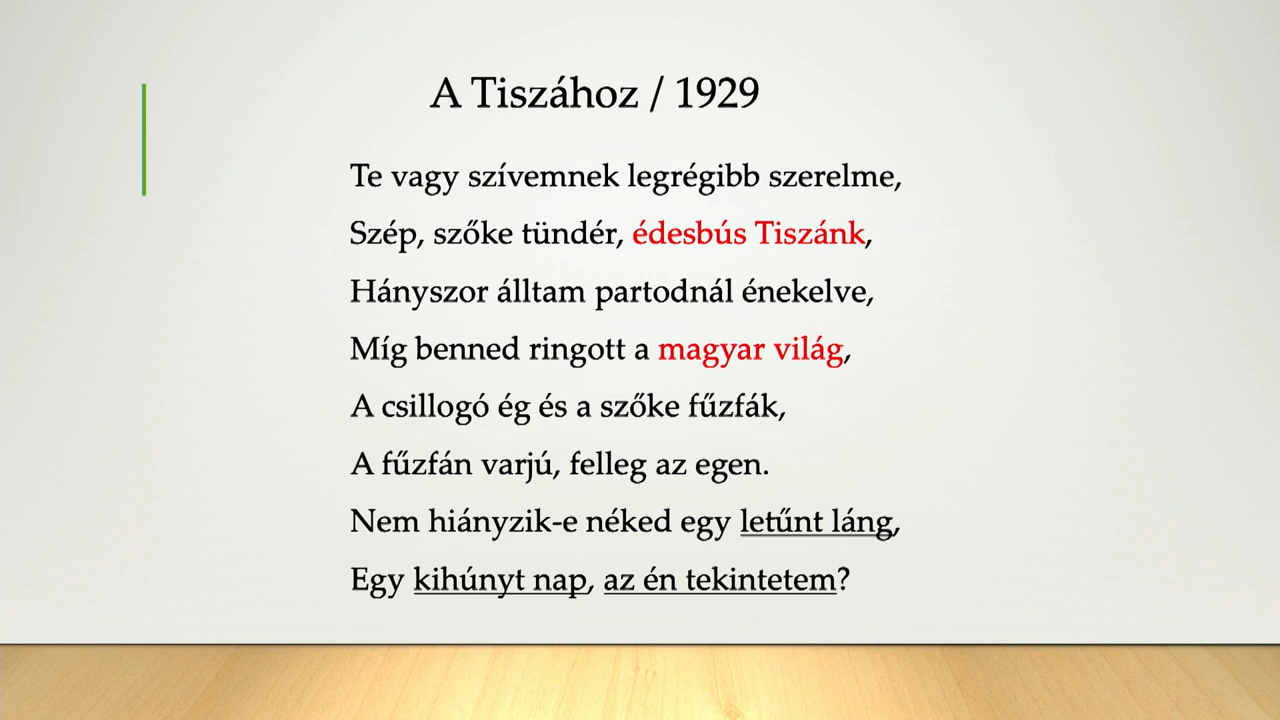 A Tiszához / 1929
Te vagy szívemnek legrégibb szerelme,
Szép, szőke tündér, édesbús Tiszánk,
Hányszor álltam partodnál énekelve,
Míg benned ringott a magyar világ,
A csillogó ég és a szőke fűzfák,
A fűzfán varjú, felleg az egen.
Nem hiányzik-e néked egy letűnt láng,
Egy kihúnyt nap, az én tekintetem?